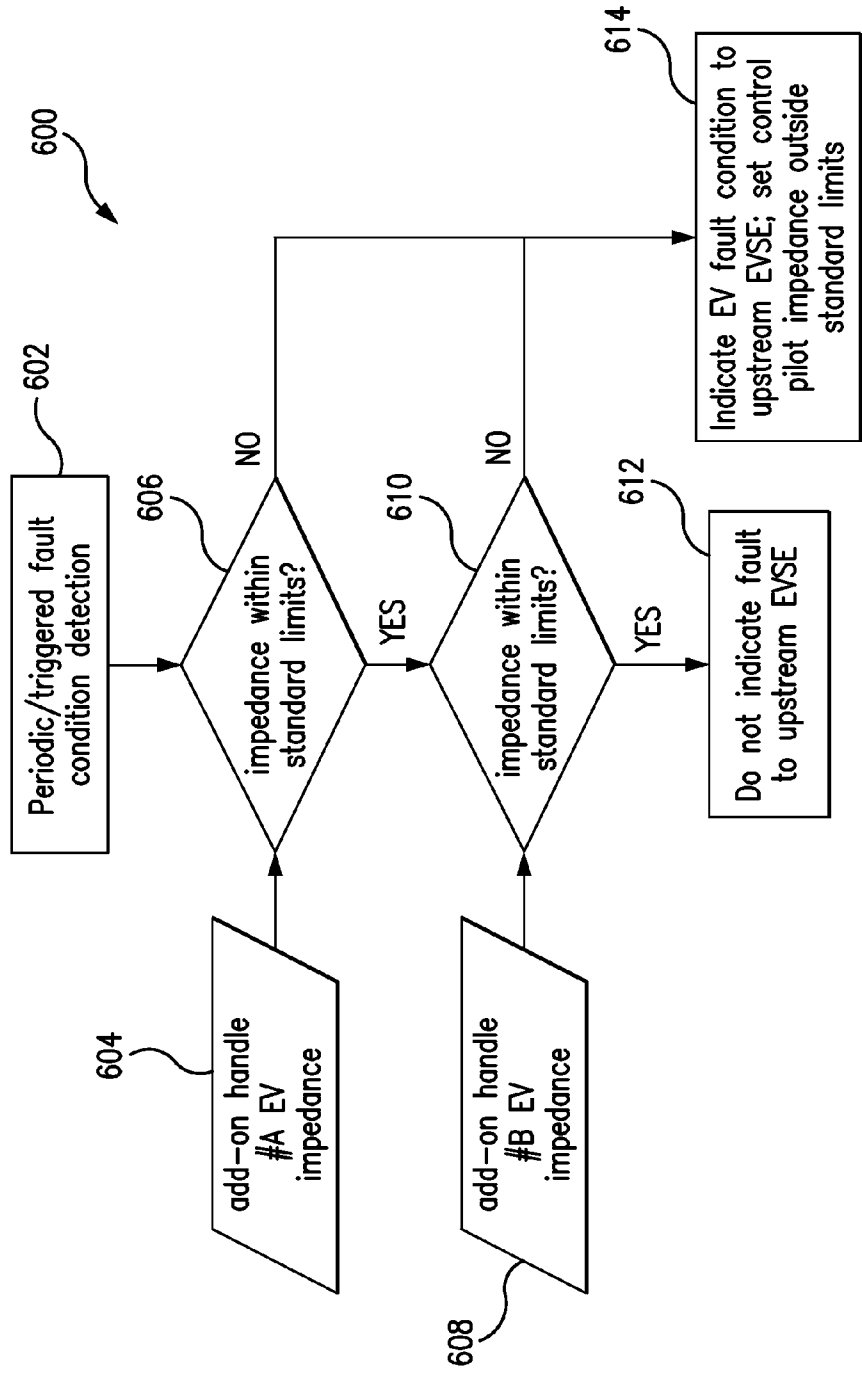 600
602
Periodic/triggered fault
condition detection
604
add-on handle
#A EV
impedance
606
impedance within
standard limits?
NO
YES
608
add-on handle
#B EV
impedance
610
impedance within
standard limits?
NO
YES
612
Do not indicate fault
to upstream EVSE
614
Indicate EV fault condition to
upstream EVSE; set control
pilot impedance outside
standard limits